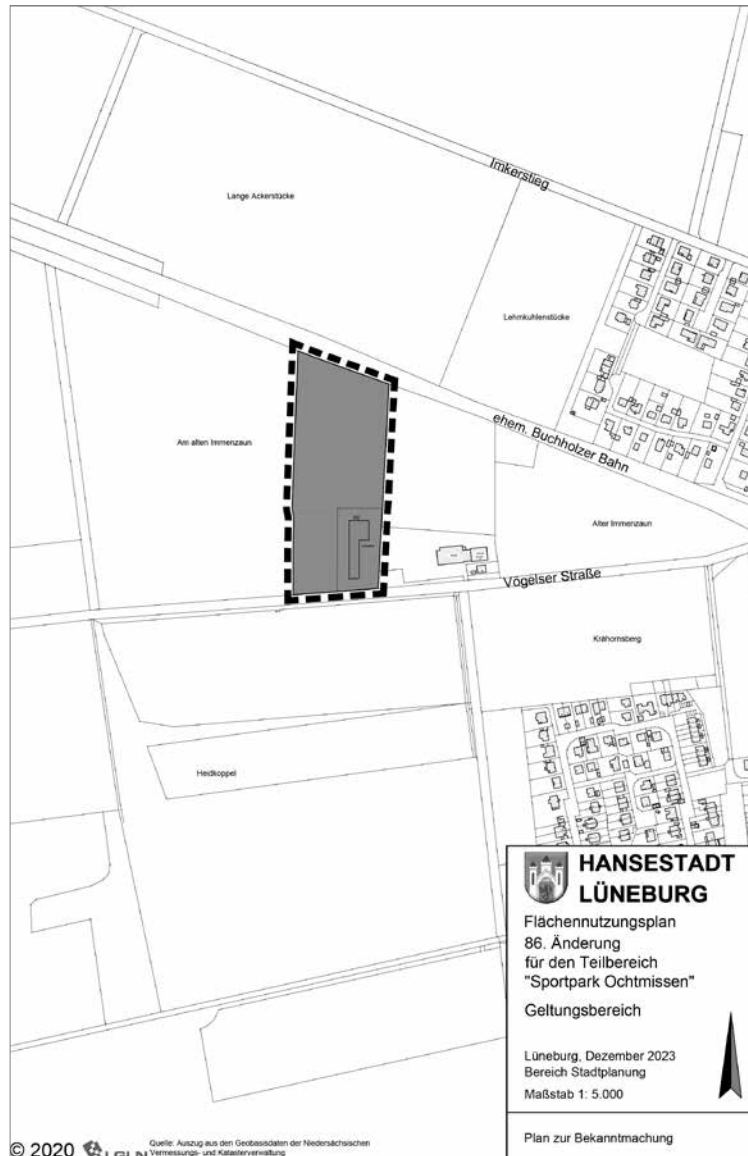 Imkerstieg
Lange Ackerstücke
Lehmkuhlenstücke
ehem. Buchholzer Bahn
Am alten Immenzaun
Alter Immenzaun
Vögelser Straße
Krähornsberg
Heidkoppel
HANSESTADT
LÜNEBURG
Flächennutzungsplan
86. Änderung
für den Teilbereich
"Sportpark Ochtmissen"
Geltungsbereich
Lüneburg, Dezember 2023
Bereich Stadtplanung
Maßstab 1: 5.000
Plan zur Bekanntmachung
© 2020 LGLN
Quelle: Auszug aus den Geobasisdaten der Niedersächsischen
Vermessungs- und Katasterverwaltung